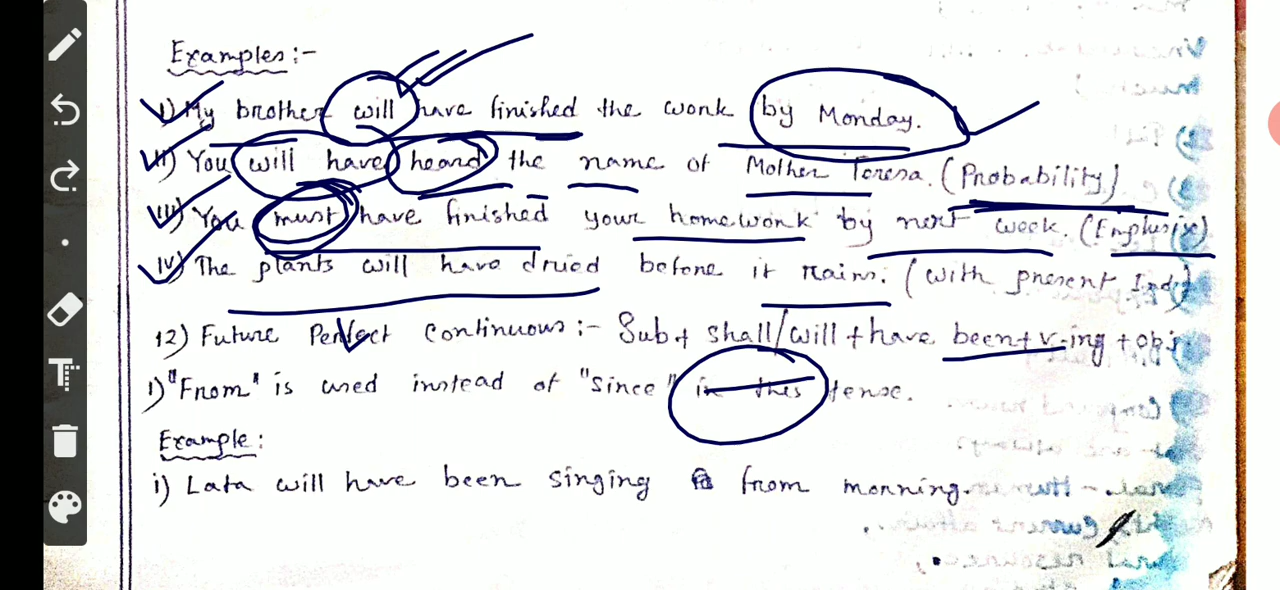 Examples :-
i) My brother will have finished the work by Monday.
ii) You will have heard the name of Mother Teresa. (Probability)
iii) You must have finished your homework by next week. (Emphasix)
iv) The plants will have dried before it rains. (with present Ind)
12) Future Perfect Continuous :- Sub + shall/will + have been + v-ing + obj.
i) "From" is used instead of "Since" in this tense.
Example :
i) Lata will have been singing from morning.